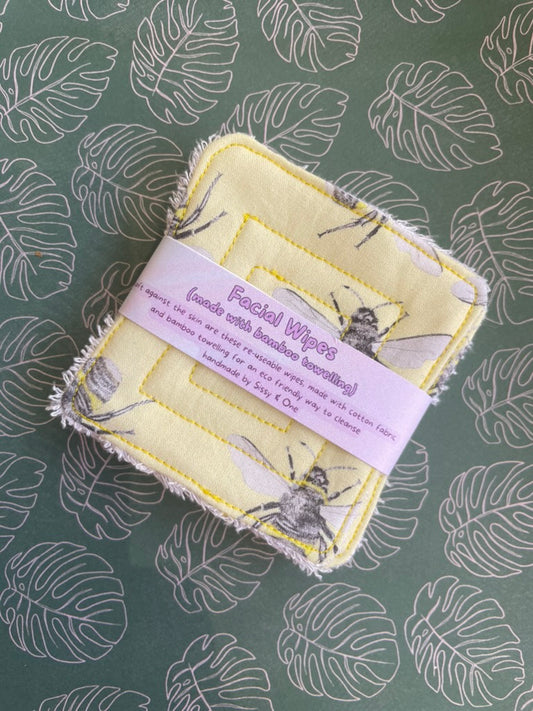 Facial Wipes
(made with bamboo towelling)
against the skin are these re-useable wipes, made with cotton fabric
and bamboo towelling for an eco friendly way to cleanse
handmade by Sissy & One